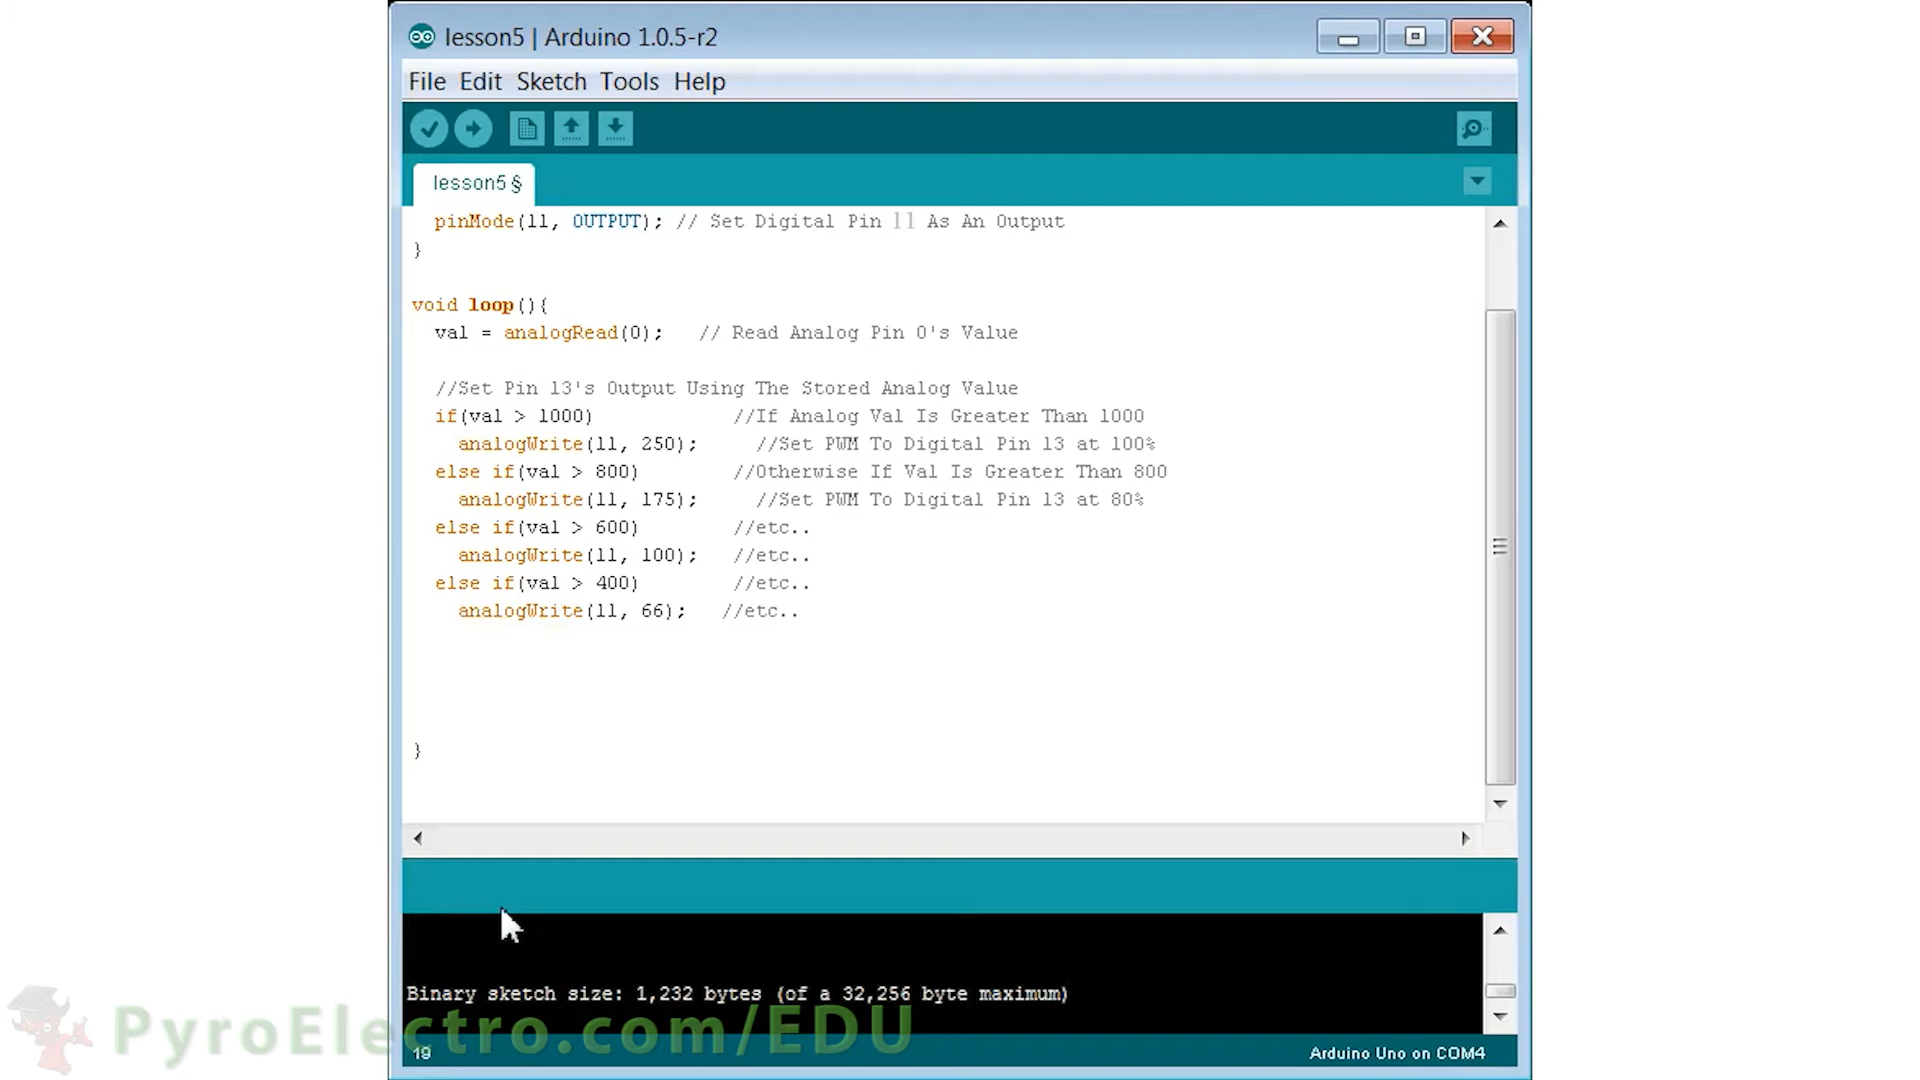 lesson5 | Arduino 1.0.5-r2
File Edit Sketch Tools Help
lesson5 §
pinMode(11, OUTPUT); // Set Digital Pin 11 As An Output
}
void loop(){
val = analogRead(0); // Read Analog Pin 0's Value
//Set Pin 13's Output Using The Stored Analog Value
if(val > 1000) //If Analog Val Is Greater Than 1000
analogWrite(11, 250); //Set PWM To Digital Pin 13 at 100%
else if(val > 800) //Otherwise If Val Is Greater Than 800
analogWrite(11, 175); //Set PWM To Digital Pin 13 at 80%
else if(val > 600) //etc..
analogWrite(11, 100); //etc..
else if(val > 400) //etc..
analogWrite(11, 66); //etc..
}
Binary sketch size: 1,232 bytes (of a 32,256 byte maximum)
PyroElectro.com/EDU
19 Arduino Uno on COM4